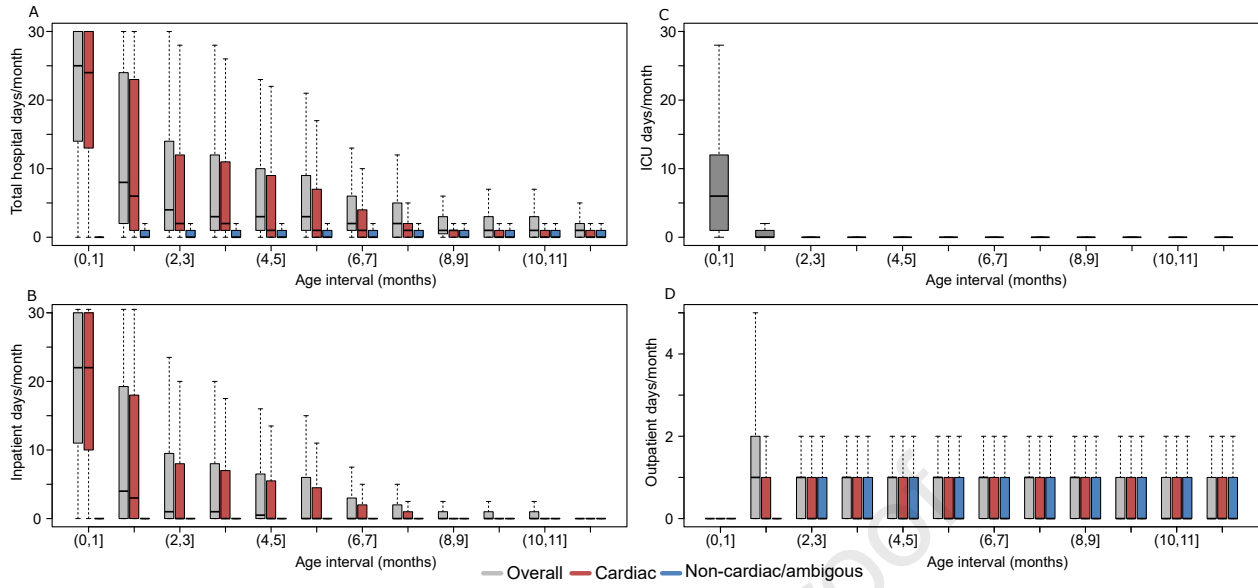 A
Total hospital days/month
30
20
10
0
(0,1]
(2,3]
(4,5]
(6,7]
(8,9]
(10,11]
Age interval (months)
C
ICU days/month
30
20
10
0
(0,1]
(2,3]
(4,5]
(6,7]
(8,9]
(10,11]
Age interval (months)
B
Inpatient days/month
30
20
10
0
(0,1]
(2,3]
(4,5]
(6,7]
(8,9]
(10,11]
Age interval (months)
D
Outpatient days/month
4
2
0
(0,1]
(2,3]
(4,5]
(6,7]
(8,9]
(10,11]
Age interval (months)
Overall
Cardiac
Non-cardiac/ambigous
roof